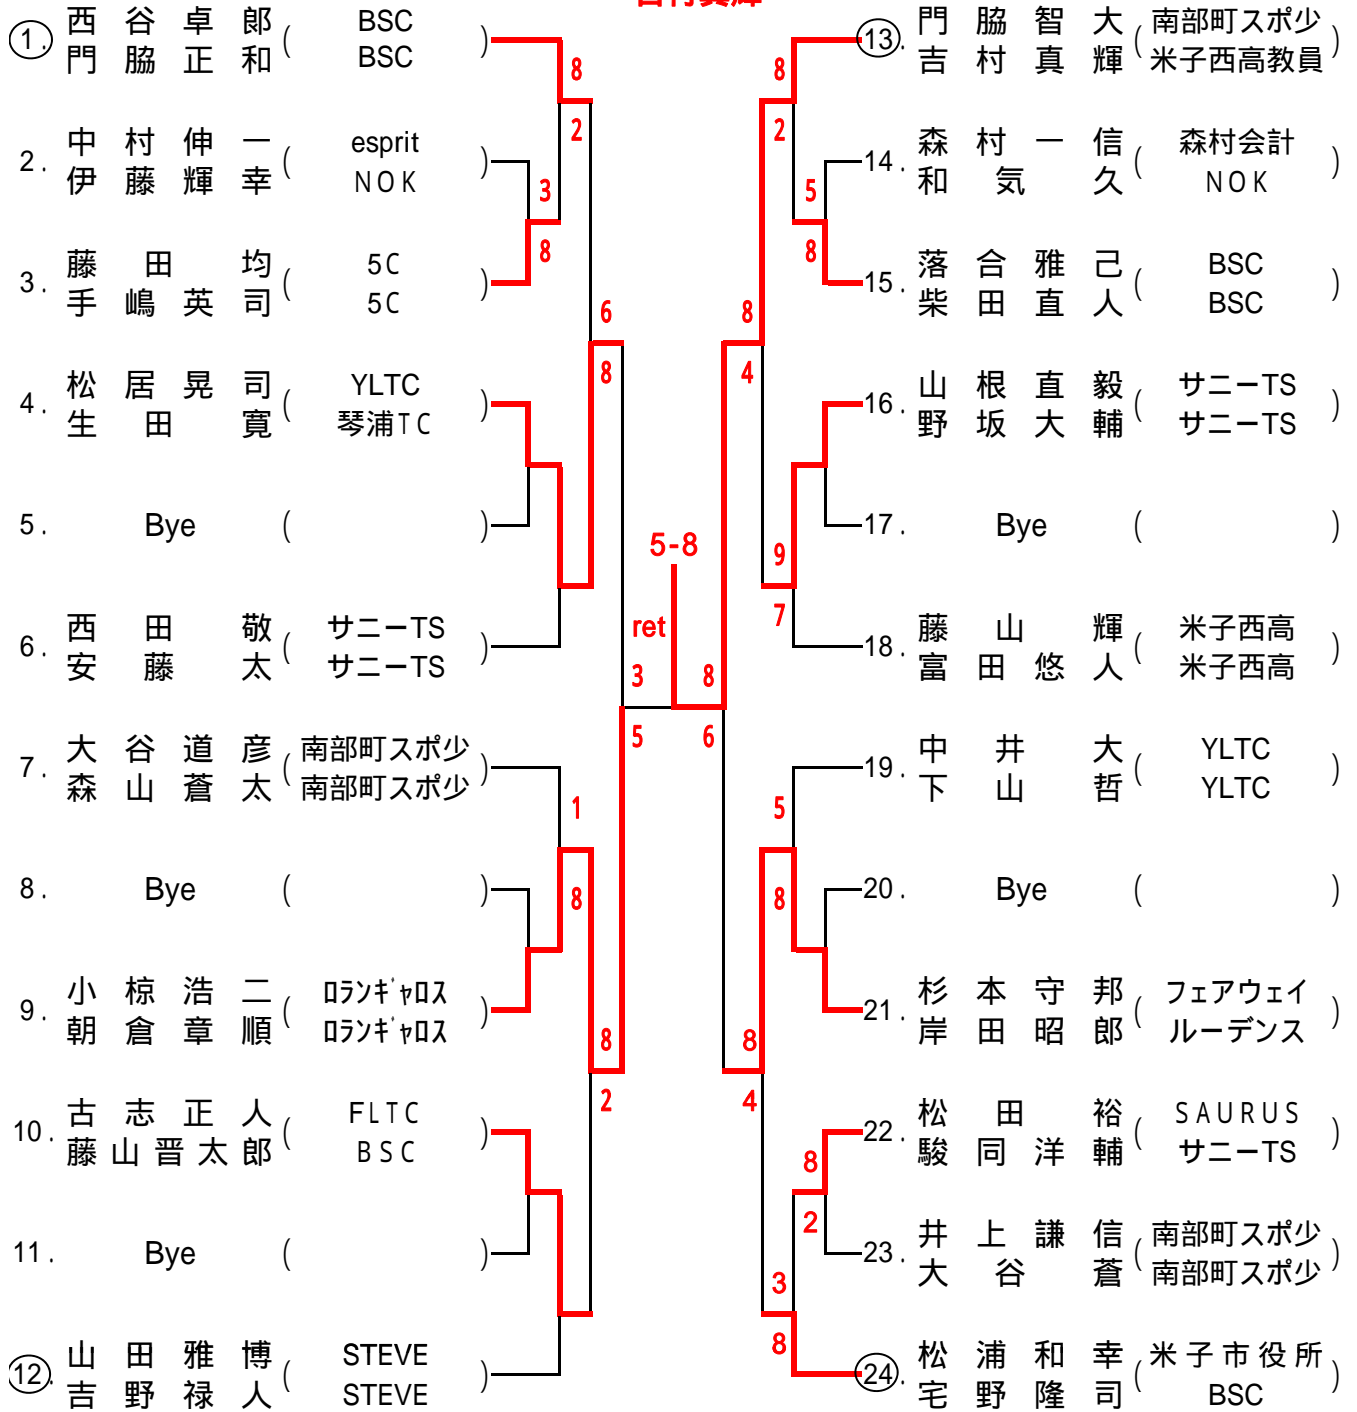 吉村真輝
1. 西谷卓郎 ( BSC )
門脇正和 BSC
2. 中村伸一 ( esprit )
伊藤輝幸 NOK
3. 藤田均 ( 5C )
手嶋英司 5C
4. 松居晃司 ( YLTC )
生田寛 琴浦TC
5. Bye ( )
6. 西田敬 ( サニーTS )
安藤太 サニーTS
7. 大谷道彦 ( 南部町スポ少 )
森山蒼太 南部町スポ少
8. Bye ( )
9. 小椋浩二 ( ロランギャロス )
朝倉章順 ロランギャロス
10. 古志正人 ( FLTC )
藤山晋太郎 BSC
11. Bye ( )
12. 山田雅博 ( STEVE )
吉野禄人 STEVE
8
2
3
8
6
8
1
8
8
2
3
5
ret
5-8
8
6
8
4
8
2
5
8
9
7
5
8
8
4
8
2
3
8
13. 門脇智大 ( 南部町スポ少 )
吉村真輝 米子西高教員
14. 森村一信 ( 森村会計 )
和気久 NOK
15. 落合雅己 ( BSC )
柴田直人 BSC
16. 山根直毅 ( サニーTS )
野坂大輔 サニーTS
17. Bye ( )
18. 藤山輝 ( 米子西高 )
富田悠人 米子西高
19. 中井大 ( YLTC )
下山哲 YLTC
20. Bye ( )
21. 杉本守邦 ( フェアウェイ )
岸田昭郎 ルーデンス
22. 松田裕 ( SAURUS )
駿同洋輔 サニーTS
23. 井上謙信 ( 南部町スポ少 )
大谷蒼 南部町スポ少
24. 松浦和幸 ( 米子市役所 )
宅野隆司 BSC